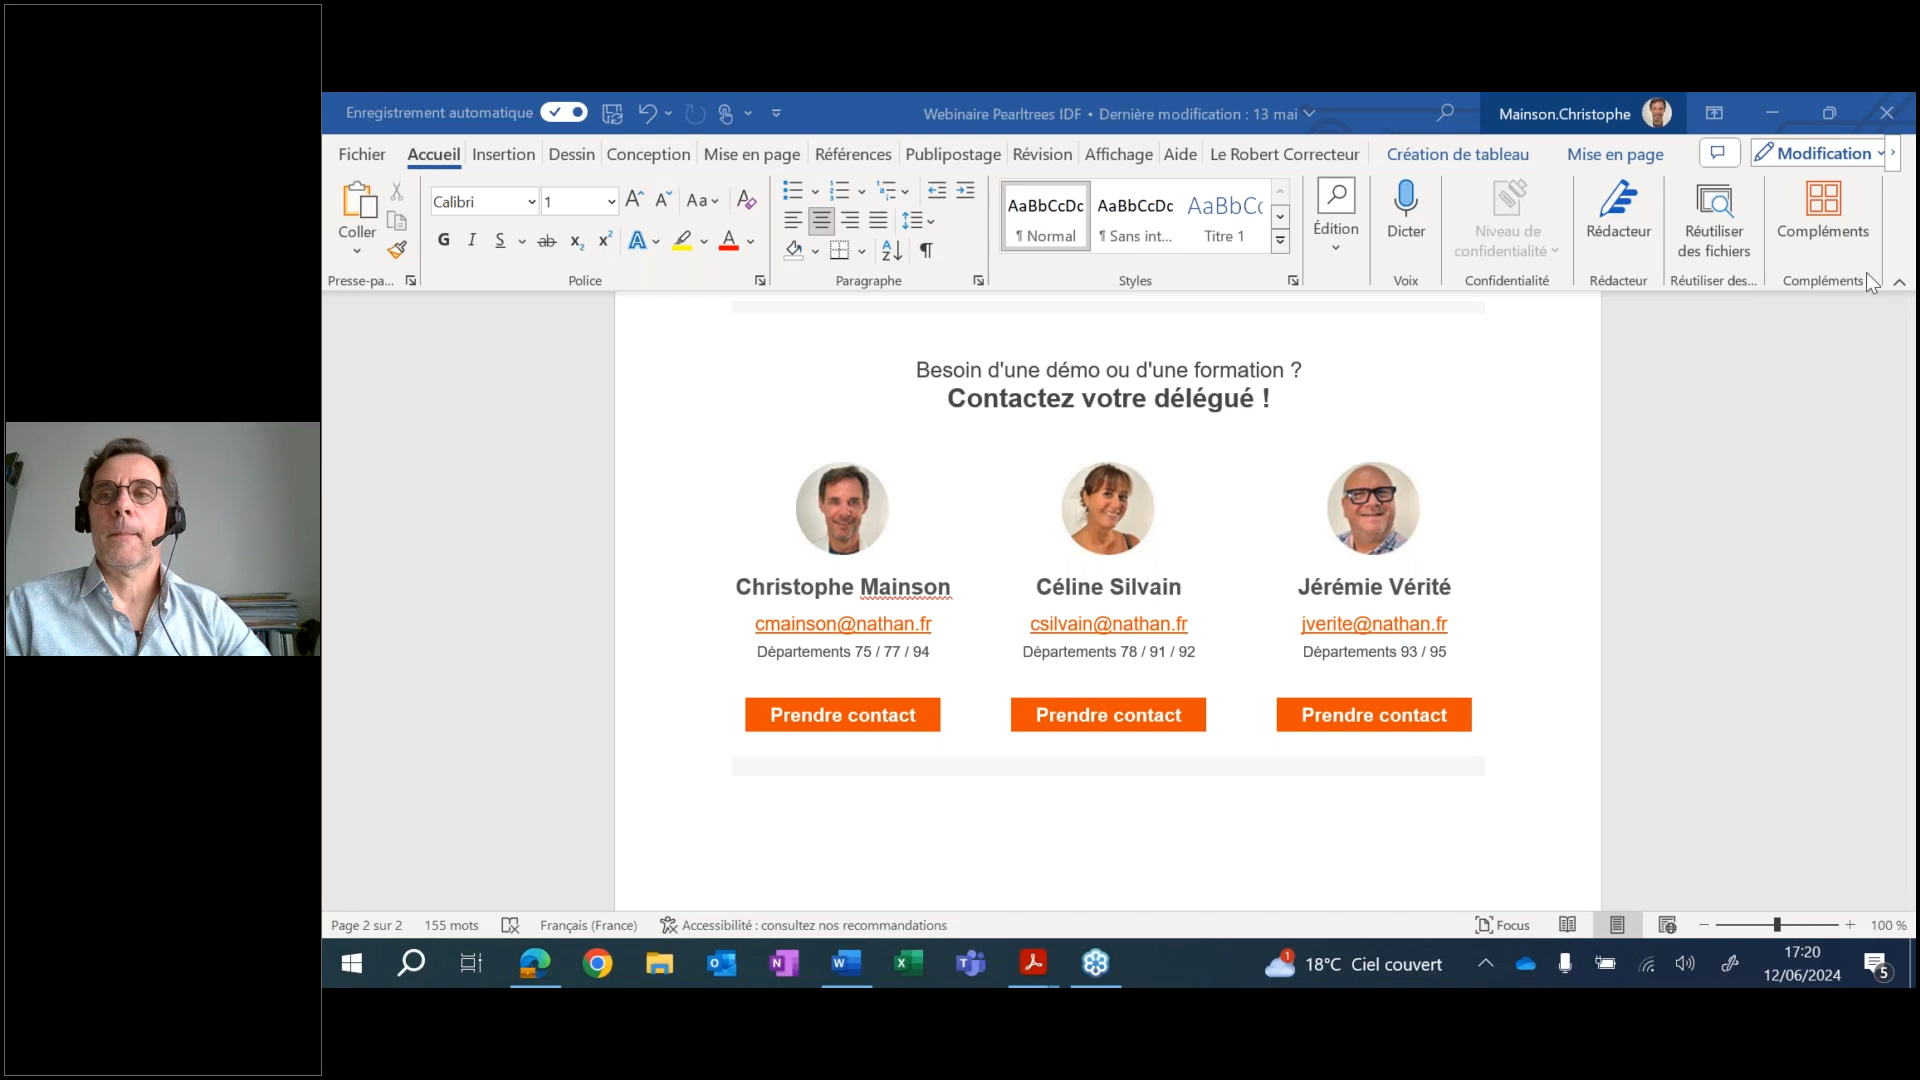 Enregistrement automatique
Webinaire Pearltrees IDF • Dernière modification : 13 mai
Mainson.Christophe
Fichier Accueil Insertion Dessin Conception Mise en page Références Publipostage Révision Affichage Aide Le Robert Correcteur Création de tableau Mise en page Modification
Coller
Calibri 1
Aa
G I S ab x₂ x²
AaBbCcDc AaBbCcDc AaBbCc
¶ Normal ¶ Sans int... Titre 1
Édition
Dicter
Niveau de confidentialité
Rédacteur
Réutiliser des fichiers
Compléments
Presse-pa... Police Paragraphe Styles Voix Confidentialité Rédacteur Réutiliser des... Compléments
Besoin d'une démo ou d'une formation ?
Contactez votre délégué !
Christophe Mainson Céline Silvain Jérémie Vérité
cmainson@nathan.fr csilvain@nathan.fr jverite@nathan.fr
Départements 75 / 77 / 94 Départements 78 / 91 / 92 Départements 93 / 95
Prendre contact Prendre contact Prendre contact
Page 2 sur 2 155 mots Français (France) Accessibilité : consultez nos recommandations Focus 100 %
1 18°C Ciel couvert
17:20
12/06/2024
5